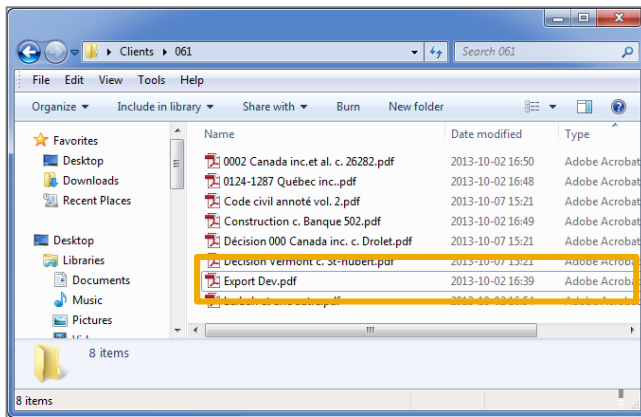 Clients ▸ 061
Search 061
File Edit View Tools Help
Organize Include in library Share with Burn New folder
Name Date modified Type
Favorites
Desktop
Downloads
Recent Places
Desktop
Libraries
Documents
Music
Pictures
0002 Canada inc.et al. c. 26282.pdf 2013-10-02 16:50 Adobe Acrobat
0124-1287 Québec inc..pdf 2013-10-02 16:48 Adobe Acrobat
Code civil annoté vol. 2.pdf 2013-10-07 15:21 Adobe Acrobat
Construction c. Banque 502.pdf 2013-10-02 16:49 Adobe Acrobat
Décision 000 Canada inc. c. Drolet.pdf 2013-10-07 15:21 Adobe Acrobat
Décision Vermont c. St-hubert.pdf 2013-10-07 15:21 Adobe Acrobat
Export Dev.pdf 2013-10-02 16:39 Adobe Acrobat
8 items
8 items